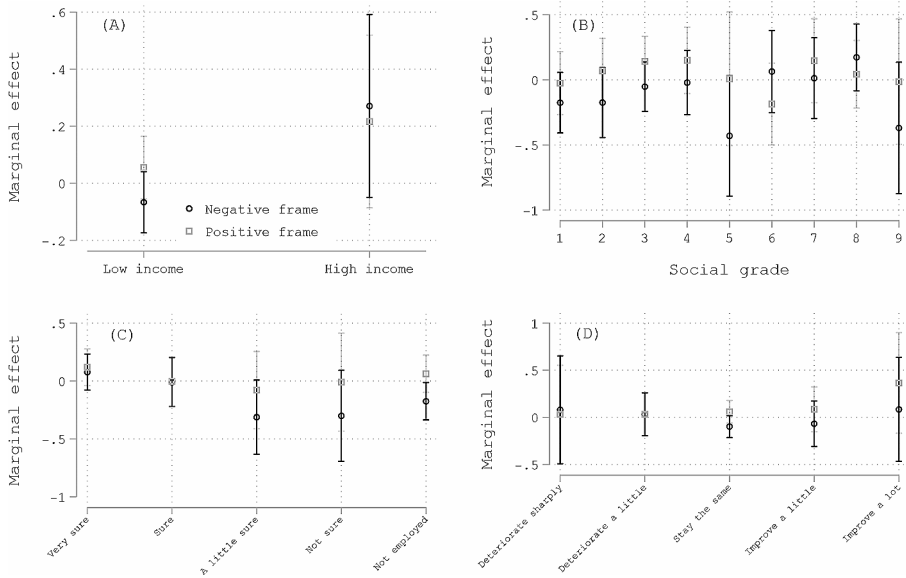 (A)
Marginal effect
.6
.4
.2
0
-.2
Negative frame
Positive frame
Low income
High income
(B)
Marginal effect
.5
0
-.5
-1
1 2 3 4 5 6 7 8 9
Social grade
(C)
Marginal effect
.5
0
-.5
-1
Very sure
Sure
A little sure
Not sure
Not employed
(D)
Marginal effect
1
.5
0
-.5
Deteriorate sharply
Deteriorate a little
Stay the same
Improve a little
Improve a lot